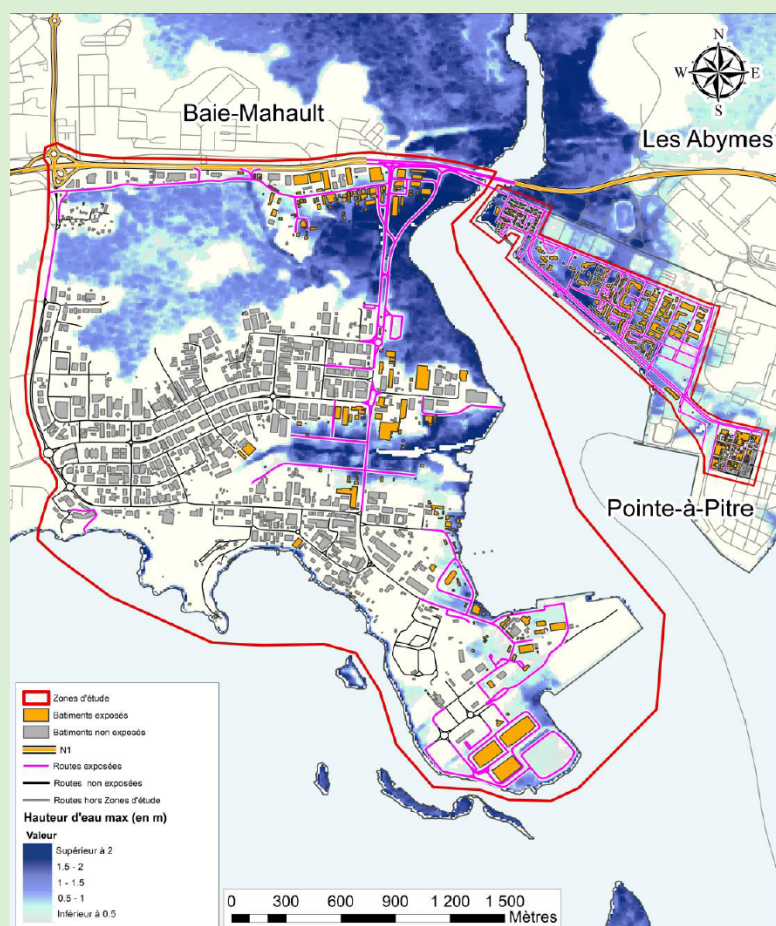 N
W E
S
Baie-Mahault
Les Abymes
Pointe-à-Pitre
Zones d'étude
Batiments exposés
Batiments non exposés
N1
Routes exposées
Routes non exposées
Routes hors Zones d'étude
Hauteur d'eau max (en m)
Valeur
Supérieur à 2
1.5 - 2
1 - 1.5
0.5 - 1
Inférieur à 0.5
0 300 600 900 1 200 1 500
Mètres